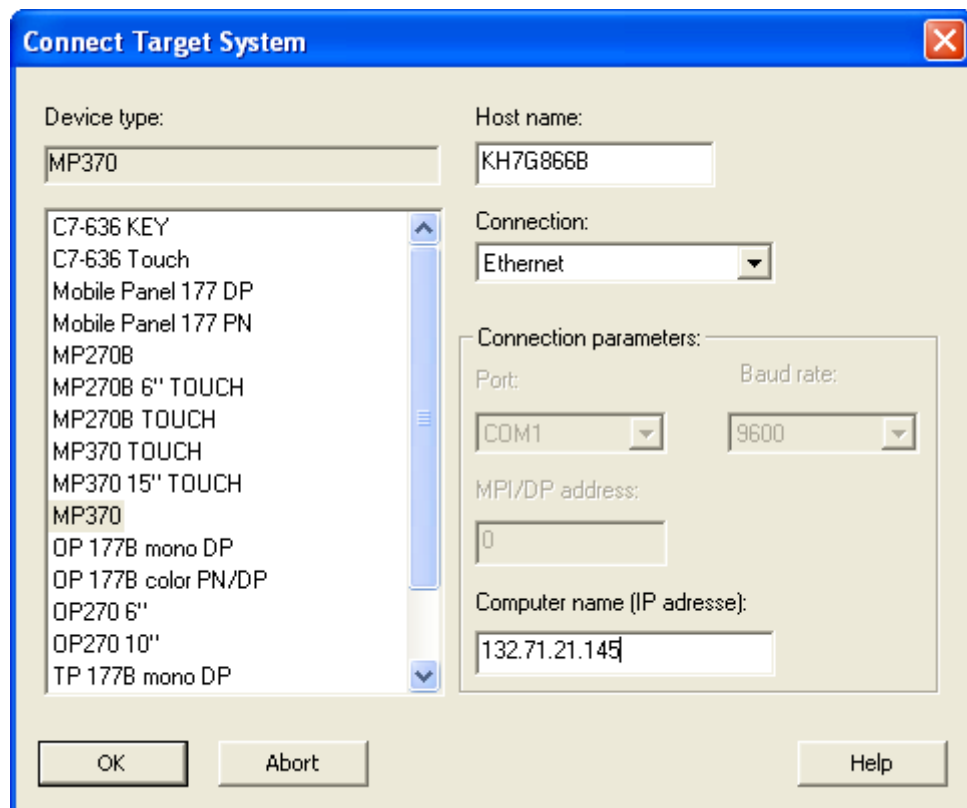 Connect Target System
Device type:
MP370
C7-636 KEY
C7-636 Touch
Mobile Panel 177 DP
Mobile Panel 177 PN
MP270B
MP270B 6'' TOUCH
MP270B TOUCH
MP370 TOUCH
MP370 15'' TOUCH
MP370
OP 177B mono DP
OP 177B color PN/DP
OP270 6''
OP270 10''
TP 177B mono DP
Host name:
KH7G866B
Connection:
Ethernet
Connection parameters:
Port:
COM1
Baud rate:
9600
MPI/DP address:
0
Computer name (IP adresse):
132.71.21.145
OK
Abort
Help